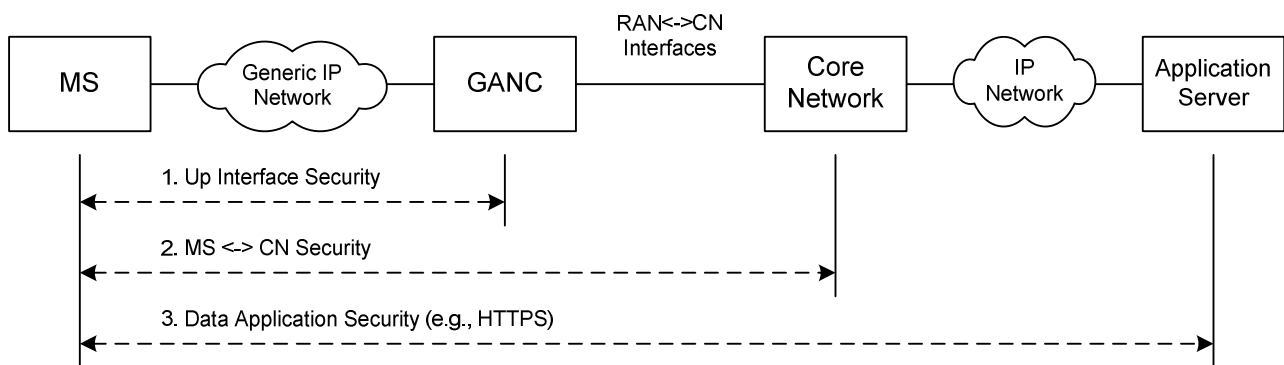 RAN<->CN
Interfaces
MS
Generic IP
Network
GANC
Core
Network
IP
Network
Application
Server
1. Up Interface Security
2. MS <-> CN Security
3. Data Application Security (e.g., HTTPS)